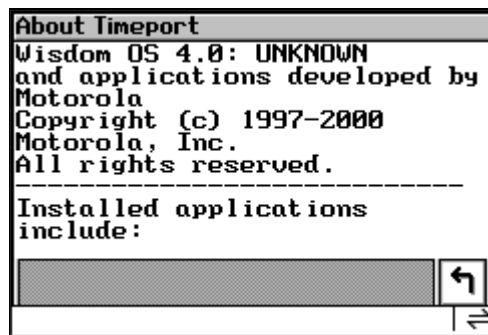 About Timeport
Wisdom OS 4.0: UNKNOWN
and applications developed by
Motorola
Copyright (c) 1997-2000
Motorola, Inc.
All rights reserved.
----------------------------
Installed applications
include: